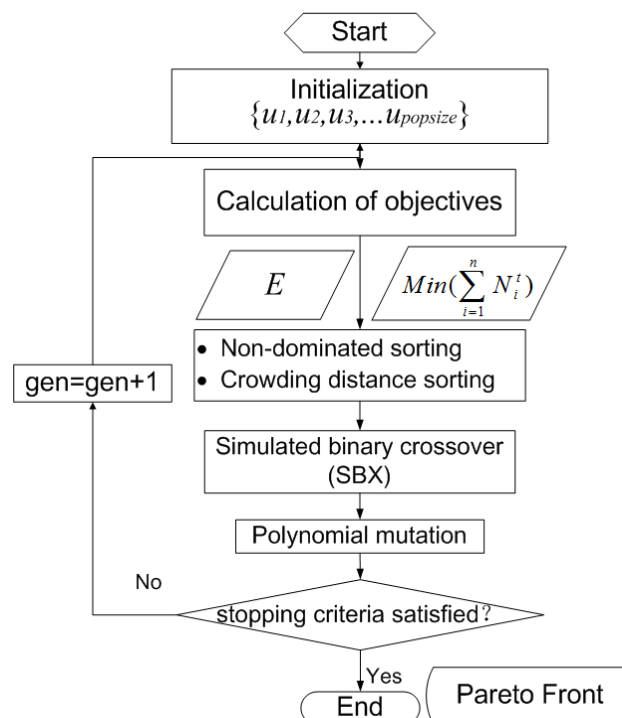 Start
Initialization
{u1,u2,u3,...upopsize}
Calculation of objectives
E
Min(∑_{i=1}^{n} N_i^t)
• Non-dominated sorting
• Crowding distance sorting
gen=gen+1
Simulated binary crossover
(SBX)
Polynomial mutation
No
stopping criteria satisfied?
Yes
End
Pareto Front